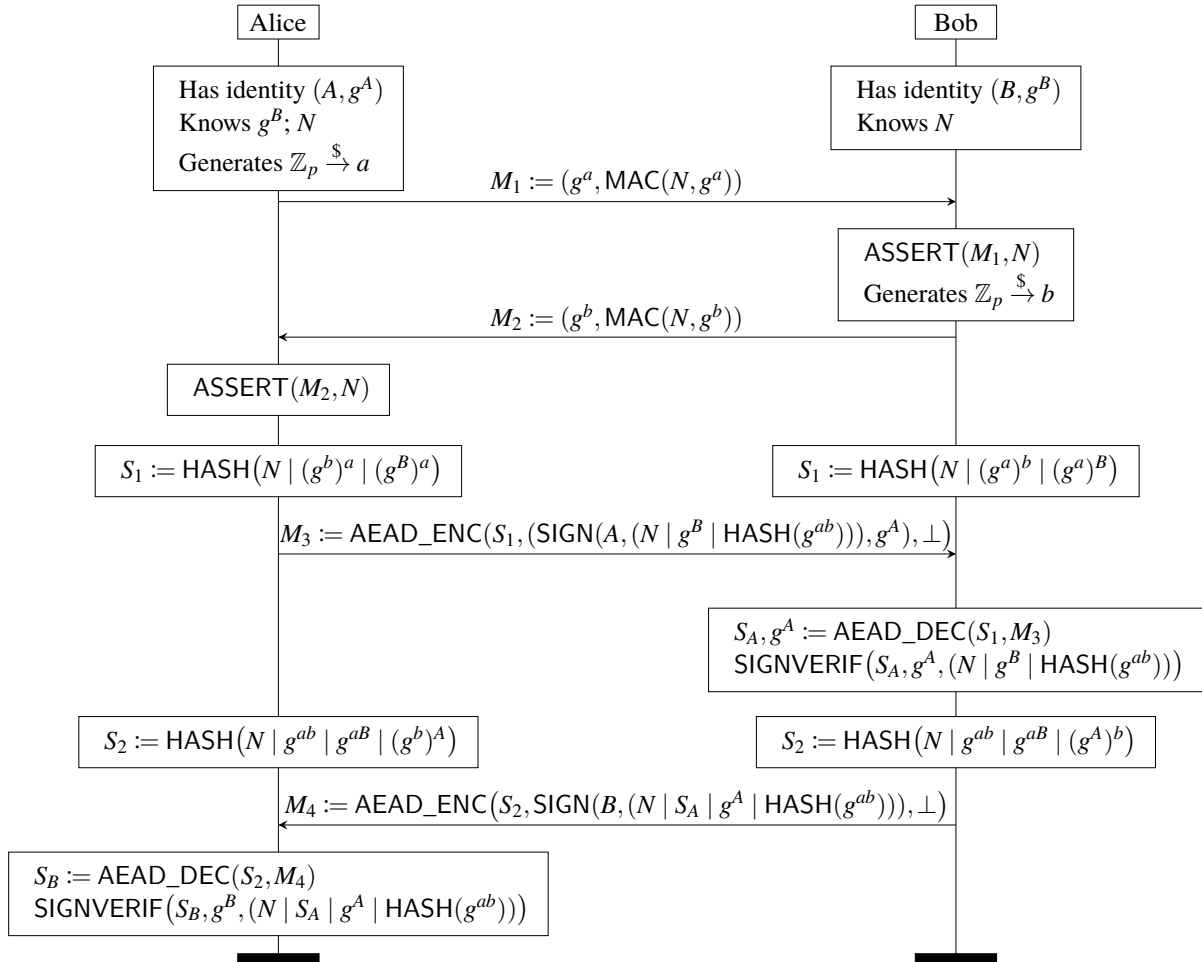 Alice
Bob
Has identity (A, g^A)
Knows g^B; N
Generates ℤ_p $→ a
Has identity (B, g^B)
Knows N
M_1 := (g^a, MAC(N, g^a))
ASSERT(M_1, N)
Generates ℤ_p $→ b
M_2 := (g^b, MAC(N, g^b))
ASSERT(M_2, N)
S_1 := HASH(N | (g^b)^a | (g^B)^a)
S_1 := HASH(N | (g^a)^b | (g^a)^B)
M_3 := AEAD_ENC(S_1, (SIGN(A, (N | g^B | HASH(g^{ab}))), g^A), ⊥)
S_A, g^A := AEAD_DEC(S_1, M_3)
SIGNVERIF(S_A, g^A, (N | g^B | HASH(g^{ab})))
S_2 := HASH(N | g^{ab} | g^{aB} | (g^b)^A)
S_2 := HASH(N | g^{ab} | g^{aB} | (g^A)^b)
M_4 := AEAD_ENC(S_2, SIGN(B, (N | S_A | g^A | HASH(g^{ab}))), ⊥)
S_B := AEAD_DEC(S_2, M_4)
SIGNVERIF(S_B, g^B, (N | S_A | g^A | HASH(g^{ab})))